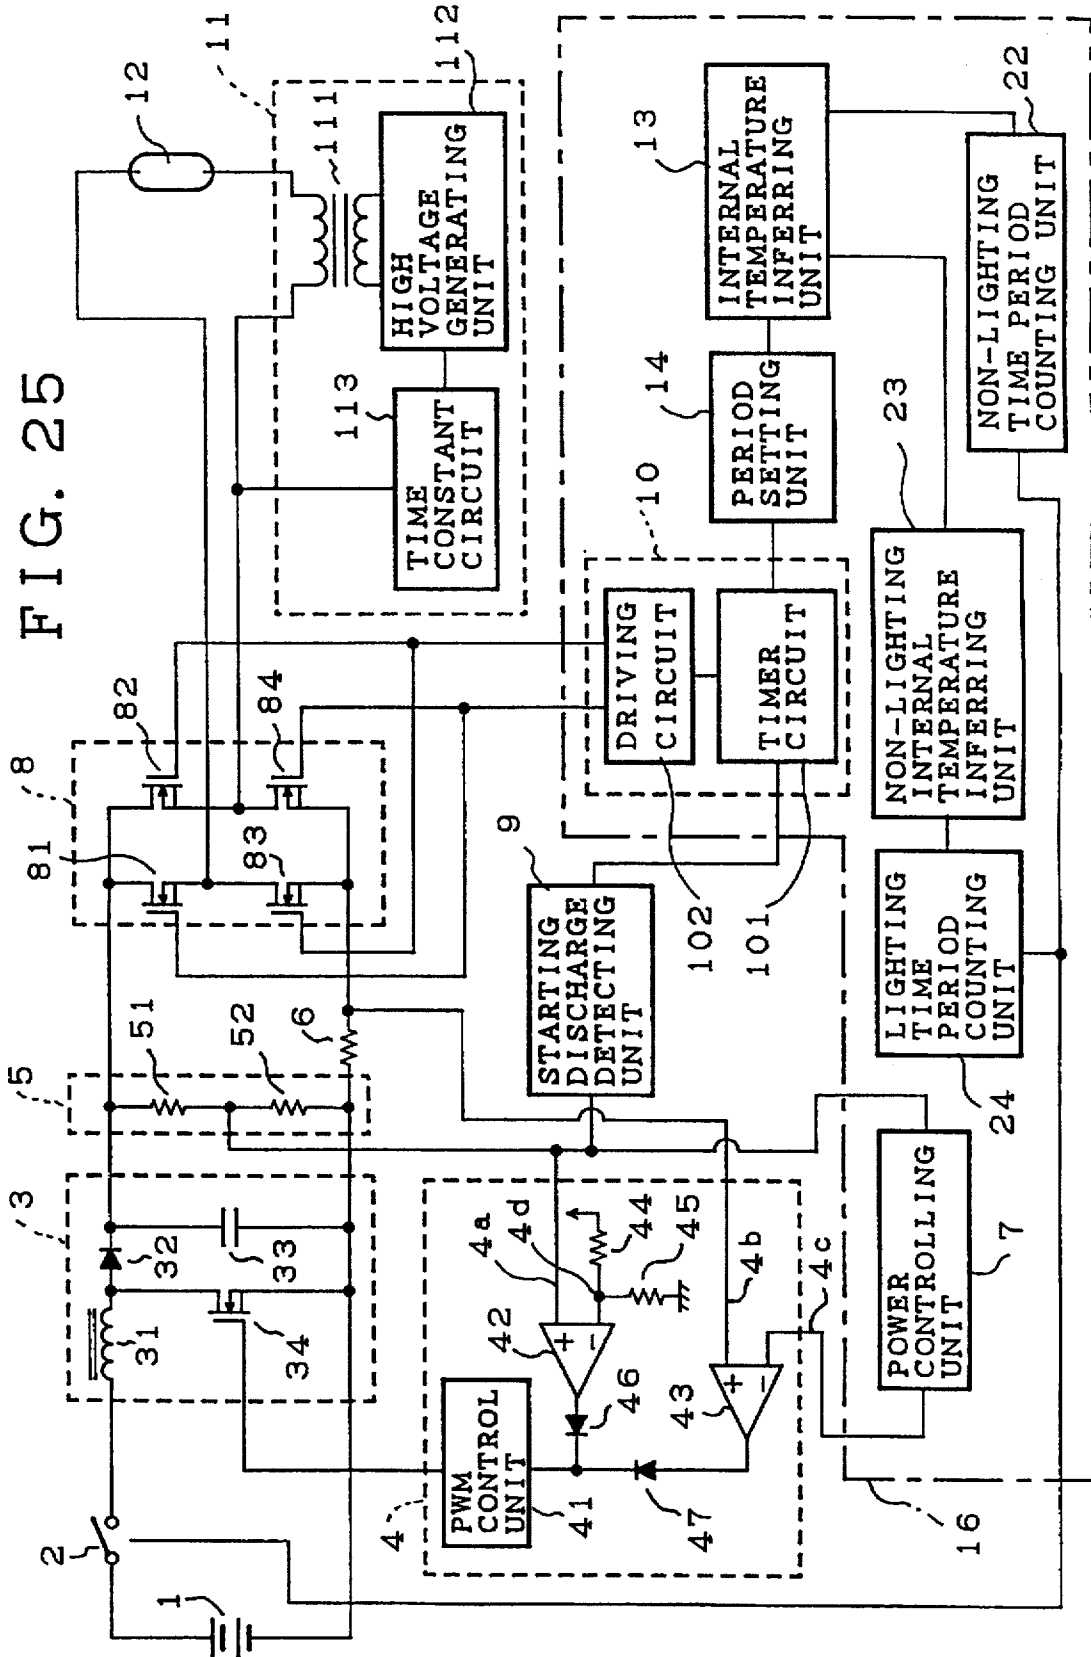 FIG. 25
1
2
3
31
32
33
34
5
51
52
6
8
81
82
83
84
11
12
111
112
HIGH
VOLTAGE
GENERATING
UNIT
113
TIME
CONSTANT
CIRCUIT
4
PWM
CONTROL
UNIT
41
42
+
-
43
+
-
44
45
46
47
4a
4b
4c
4d
9
STARTING
DISCHARGE
DETECTING
UNIT
10
DRIVING
CIRCUIT
102
TIMER
CIRCUIT
101
14
PERIOD
SETTING
UNIT
13
INTERNAL
TEMPERATURE
INFERRING
UNIT
16
7
POWER
CONTROLLING
UNIT
24
LIGHTING
TIME
PERIOD
COUNTING
UNIT
23
NON-LIGHTING
INTERNAL
TEMPERATURE
INFERRING
UNIT
22
NON-LIGHTING
TIME PERIOD
COUNTING UNIT